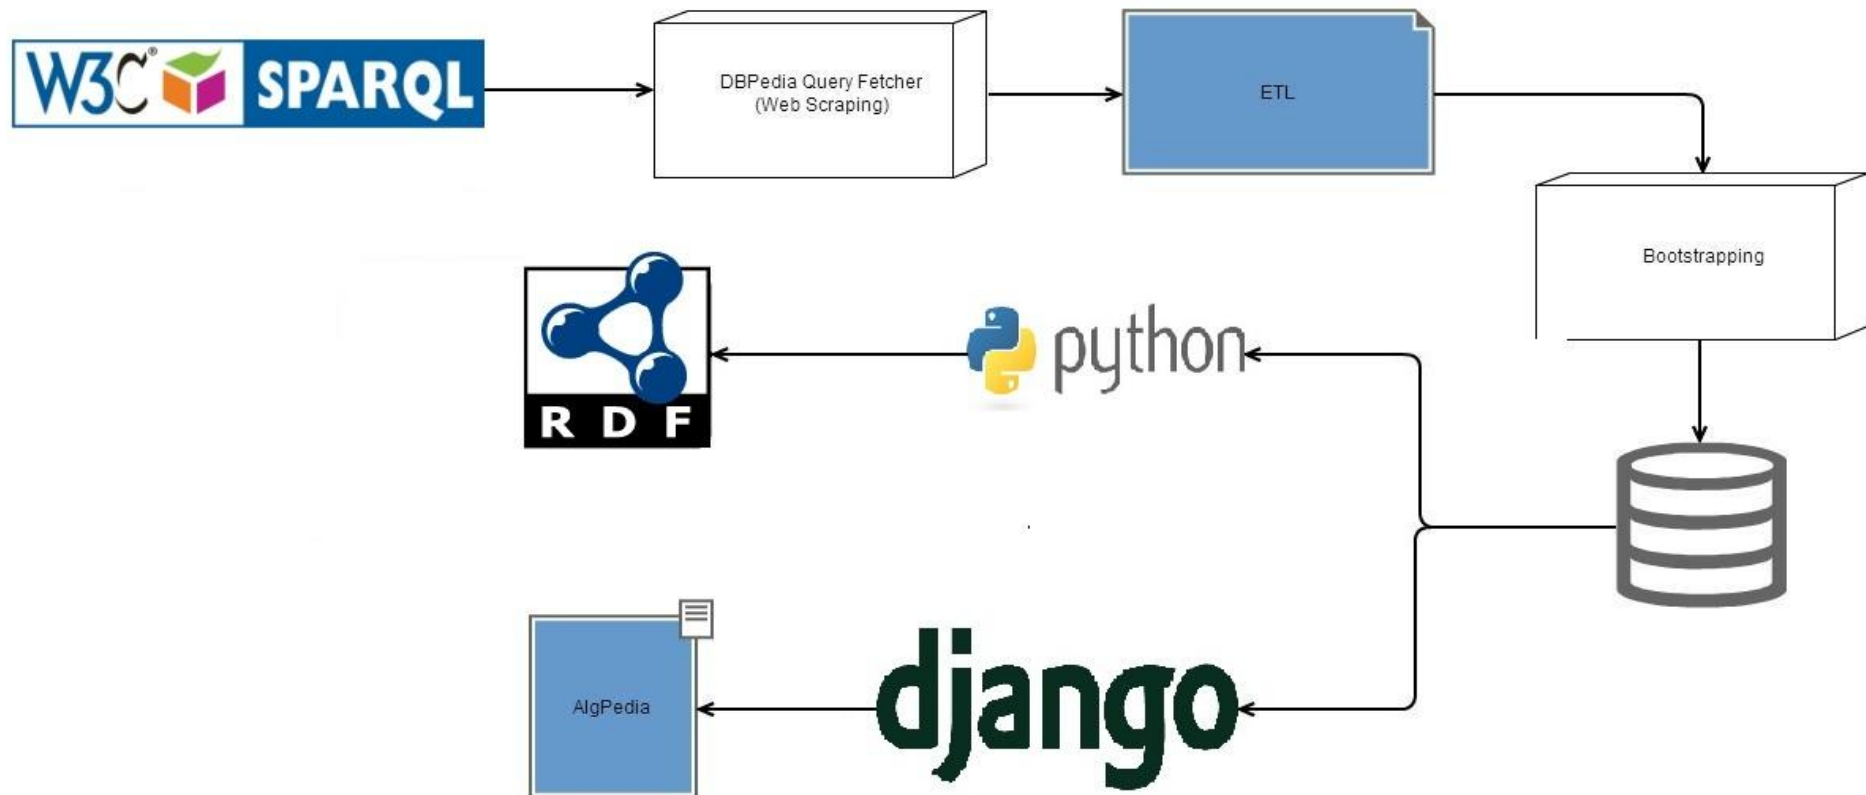 W3C® SPARQL
DBPedia Query Fetcher
(Web Scraping)
ETL
Bootstrapping
python
RDF
AlgPedia
django